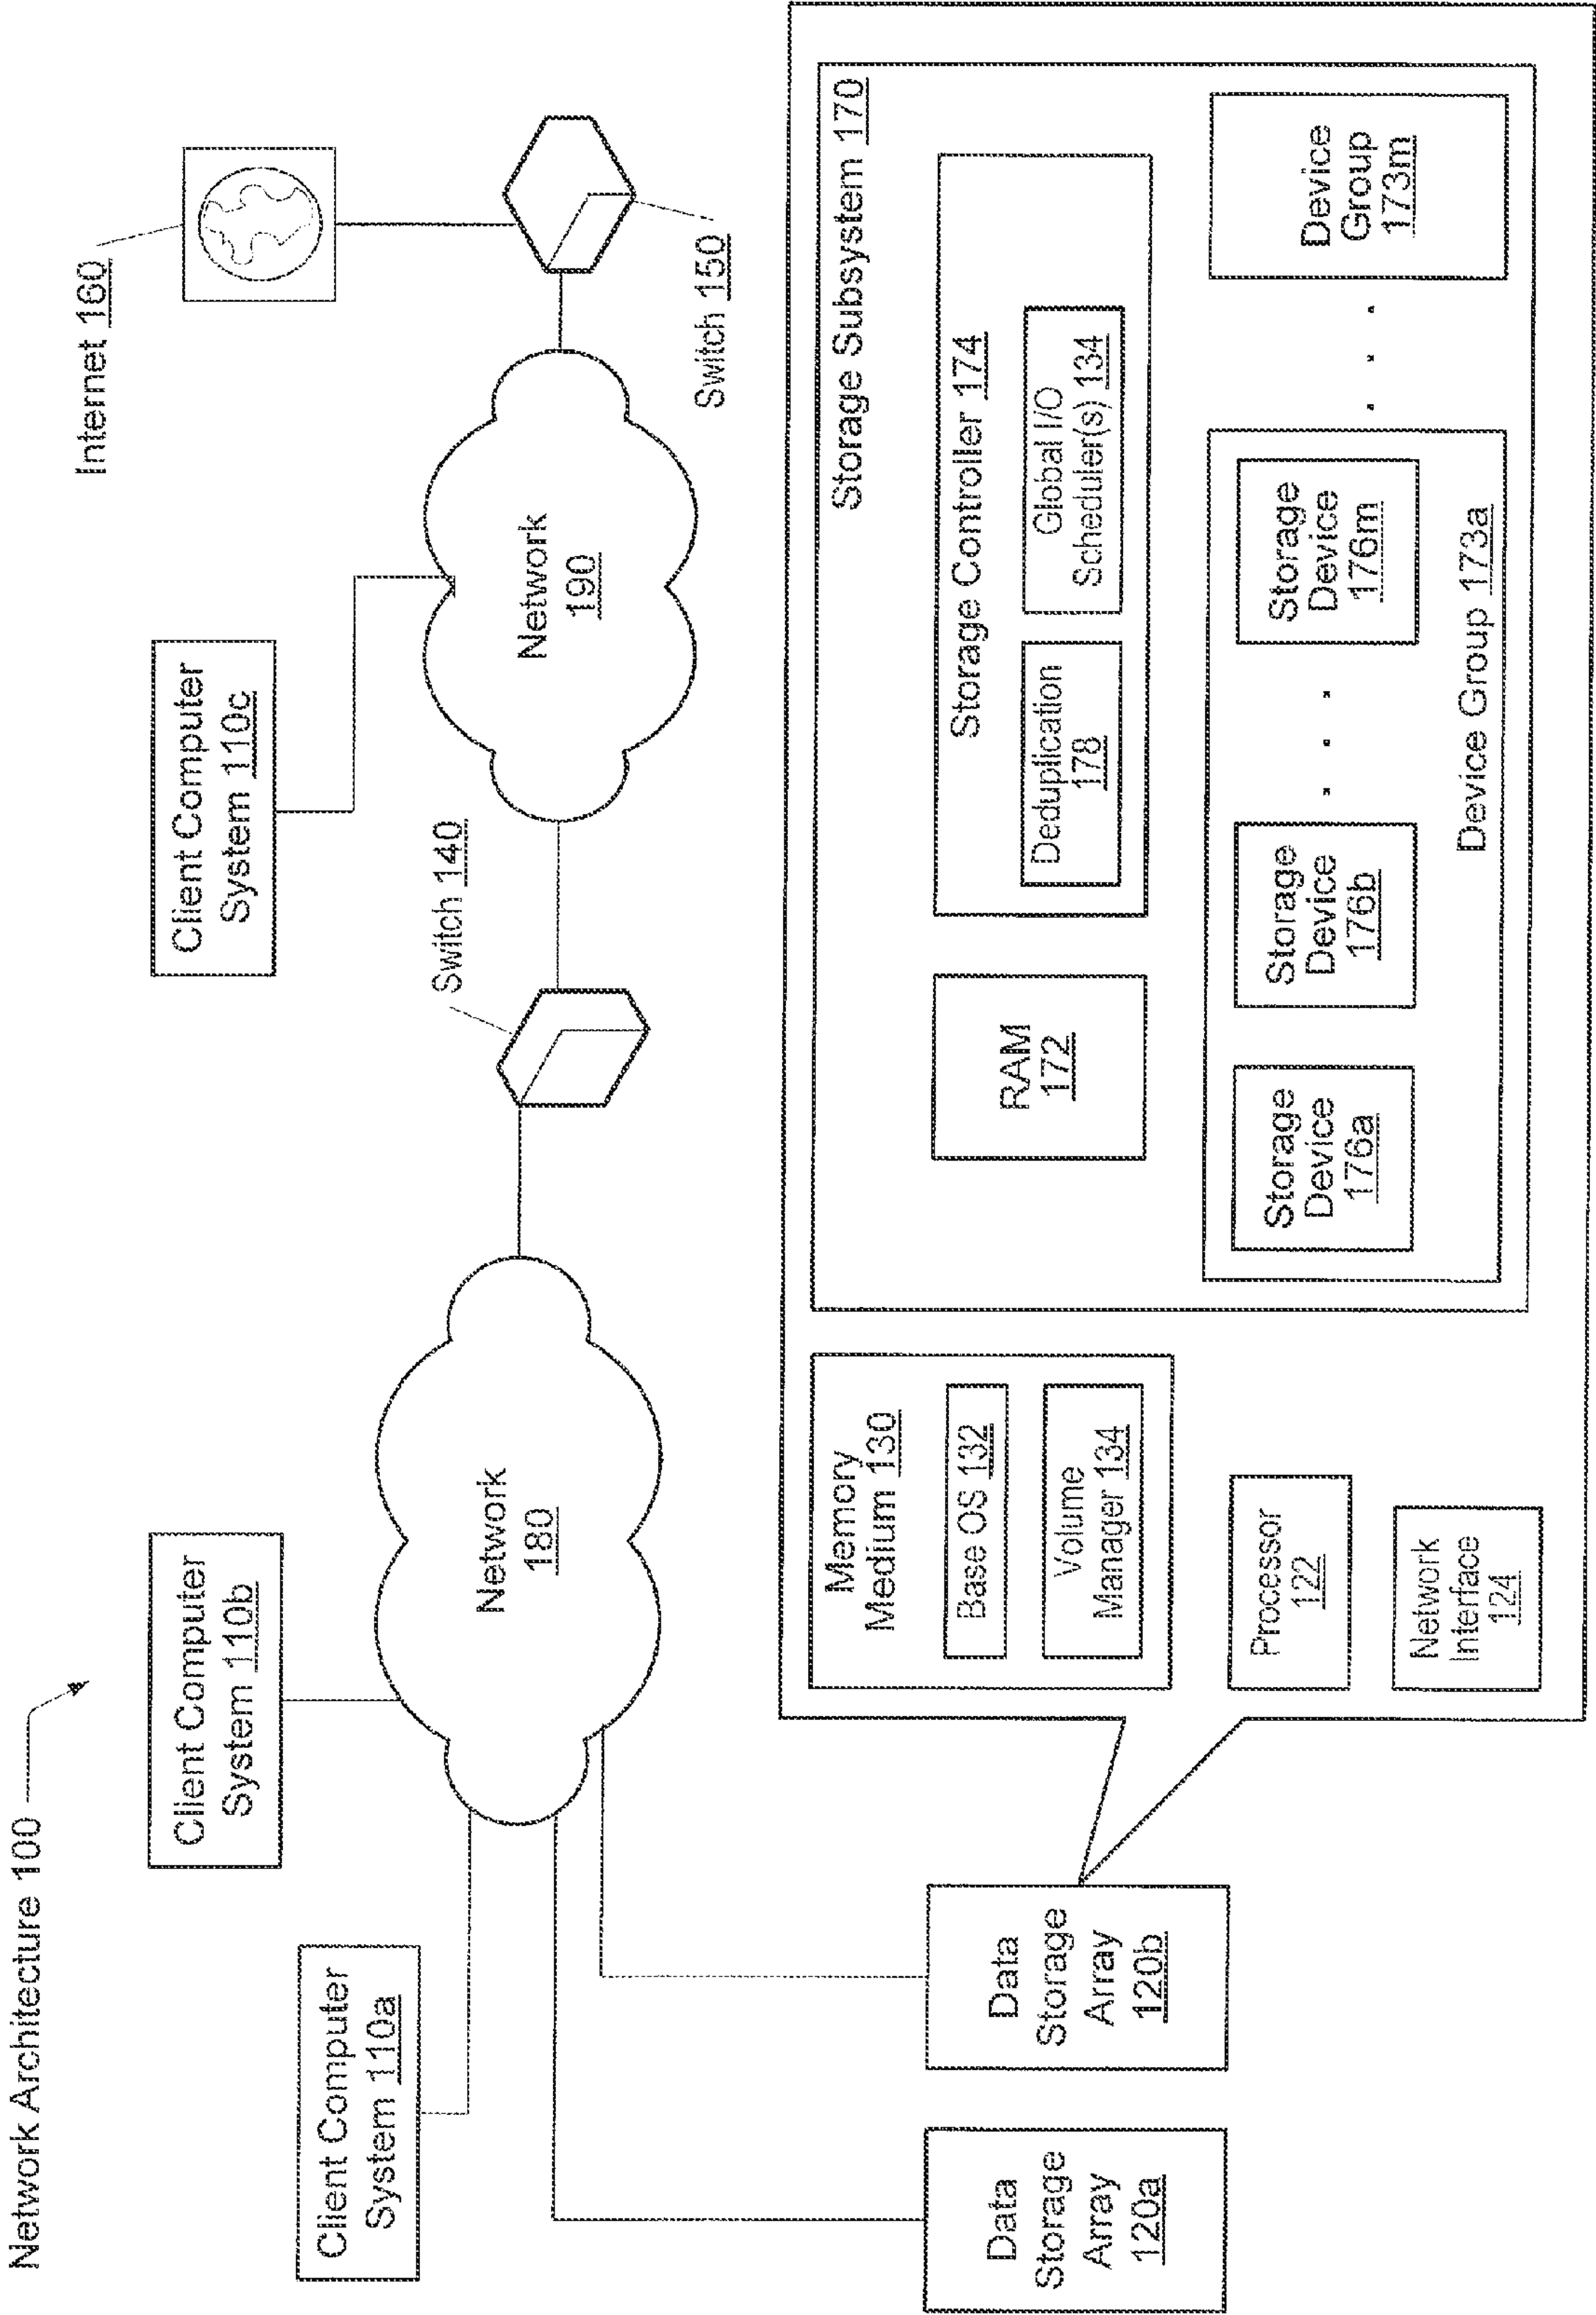 Network Architecture 100
Client Computer
System 110a
Client Computer
System 110b
Client Computer
System 110c
Internet 160
Switch 140
Switch 150
Network
180
Network
190
Data
Storage
Array
120a
Data
Storage
Array
120b
Memory
Medium 130
Base OS 132
Volume
Manager 134
Processor
122
Network
Interface
124
Storage Subsystem 170
RAM
172
Storage Controller 174
Deduplication
178
Global I/O
Scheduler(s) 134
Storage
Device
176a
Storage
Device
176b
. . .
Storage
Device
176m
Device Group 173a
. . .
Device
Group
173m